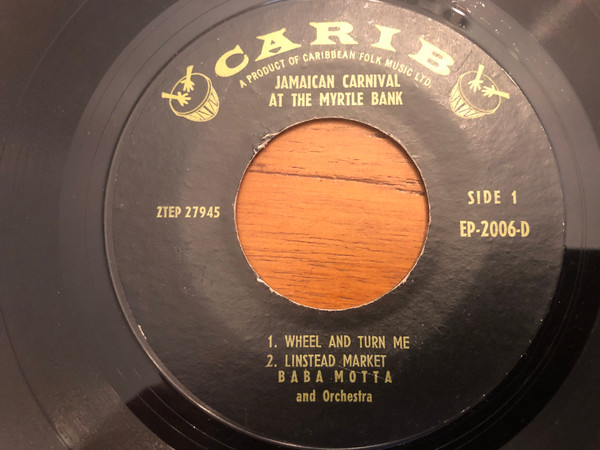 CARIB
A PRODUCT OF CARIBBEAN FOLK MUSIC LTD.
JAMAICAN CARNIVAL
AT THE MYRTLE BANK
ZTEP 27945
SIDE 1
EP-2006-D
1. WHEEL AND TURN ME
2. LINSTEAD MARKET
BABA MOTTA
and Orchestra